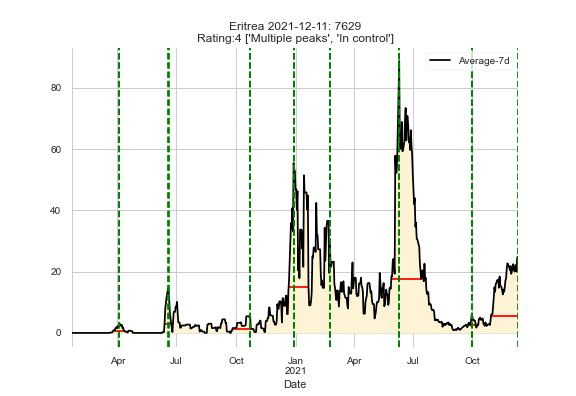 Eritrea 2021-12-11: 7629
Rating:4 ['Multiple peaks', 'In control']
Average-7d
80
60
40
20
0
Apr Jul Oct Jan Apr Jul Oct
2021
Date